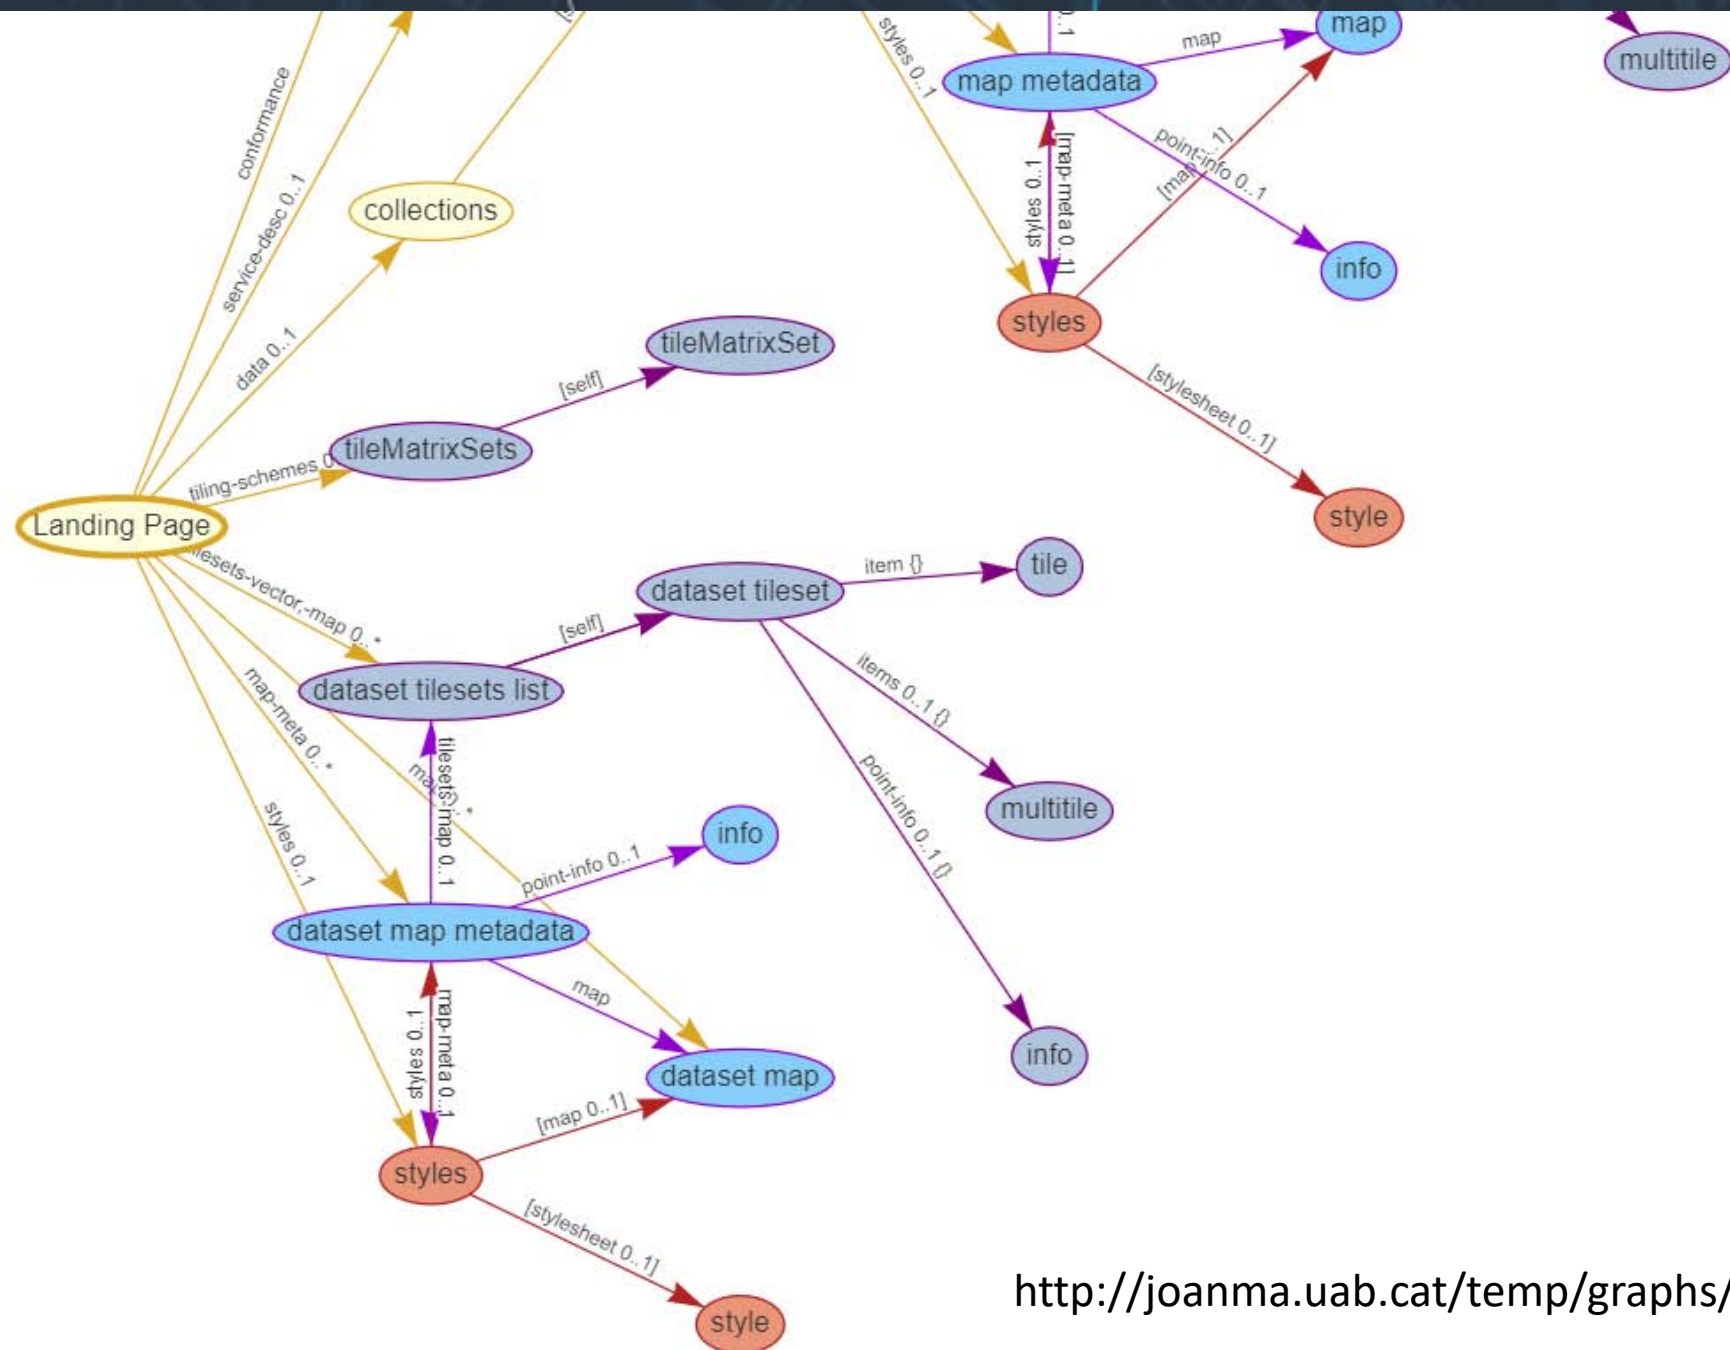 0..1
map
styles 0..1
map
map metadata
multitile
conformance
[map-meta 0..1]
styles 0..1
point-info 0..1
service-desc 0..1
collections
info
styles
data 0..1
tileMatrixSet
[self]
[stylesheet 0..1]
tileMatrixSets
tiling-schemes
style
Landing Page
item {}
tile
dataset tileset
-map 0..*
[self]
dataset tilesets list
items 0..1 {}
map-meta 0..*
tilesets-map 0..1
point-info 0..1 {}
multitile
styles 0..1
info
point-info 0..1
dataset map metadata
map
styles 0..1
map-meta 0..1
info
dataset map
[map 0..1]
styles
[stylesheet 0..1]
http://joanma.uab.cat/temp/graphs/
style